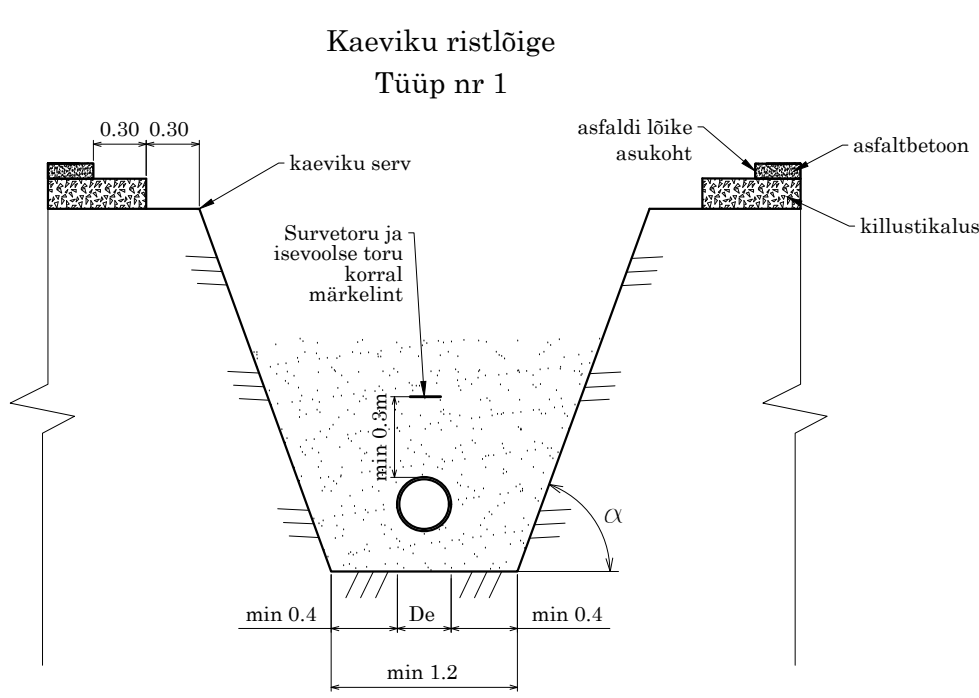 Kaeviku ristlõige
Tüüp nr 1
0.30 0.30
kaeviku serv
asfaldi lõike
asukoht
asfaltbetoon
killustikalus
Survetoru ja
isevoolse toru
korral
märkelint
min 0.3m
α
min 0.4 De min 0.4
min 1.2